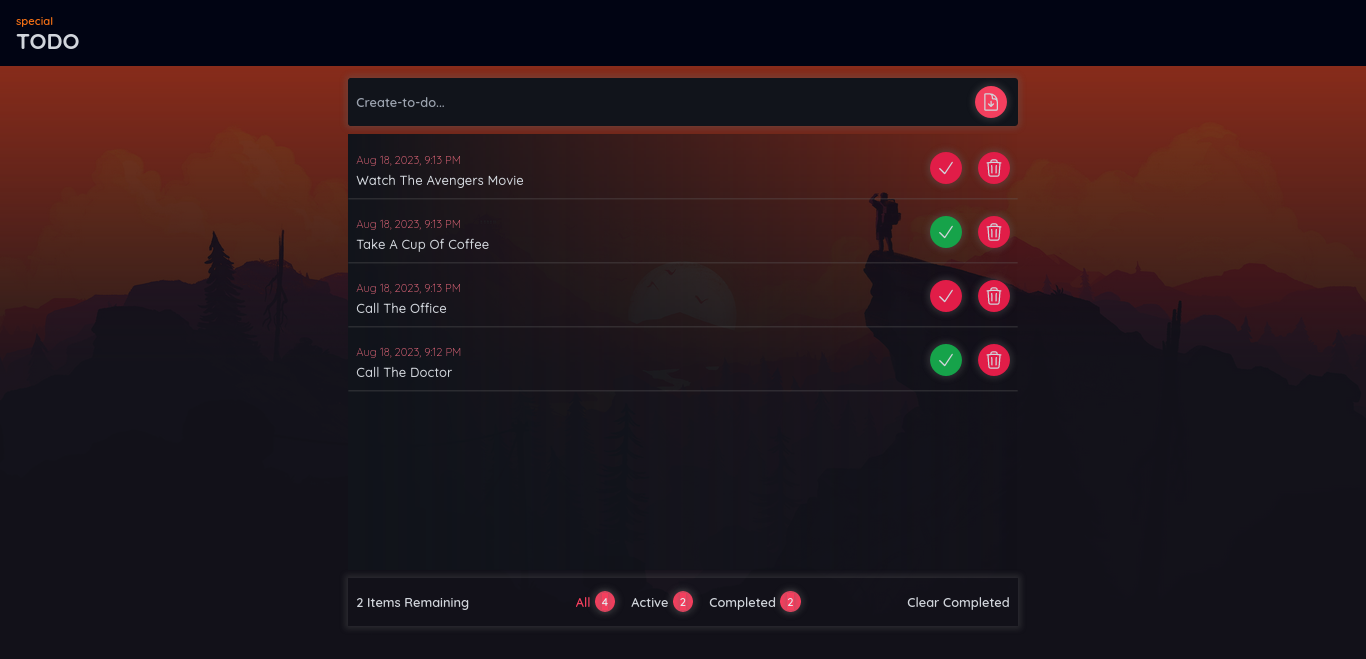 special
TODO
Create-to-do...
Aug 18, 2023, 9:13 PM
Watch The Avengers Movie
Aug 18, 2023, 9:13 PM
Take A Cup Of Coffee
Aug 18, 2023, 9:13 PM
Call The Office
Aug 18, 2023, 9:12 PM
Call The Doctor
2 Items Remaining All 4 Active 2 Completed 2 Clear Completed